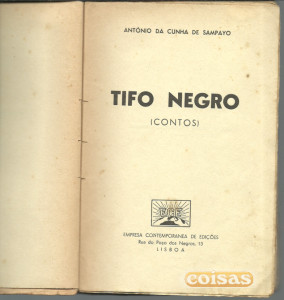 ANTÓNIO DA CUNHA DE SAMPAYO
TIFO NEGRO
(CONTOS)
EMPRESA CONTEMPORANEA DE EDIÇÕES
Rua do Poço dos Negros, 13
LISBOA
coisas